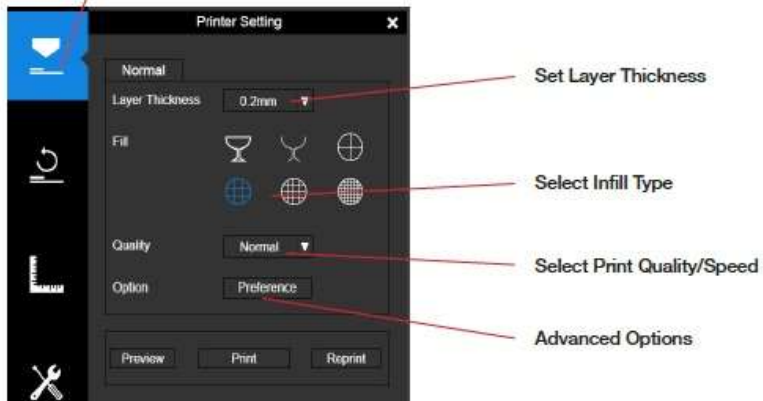 Printer Setting
Normal
Layer Thickness 0.2mm
Set Layer Thickness
Fill
Select Infill Type
Quality Normal
Select Print Quality/Speed
Option Preference
Advanced Options
Preview Print Reprint